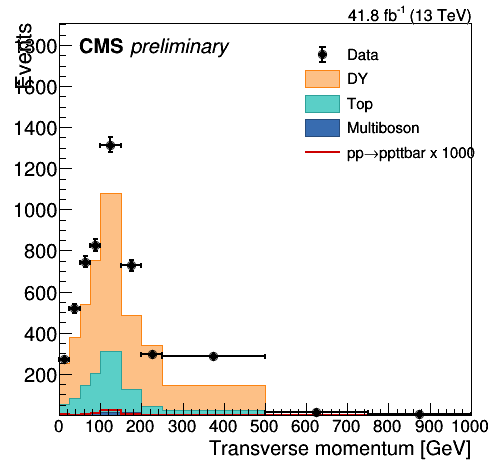 41.8 fb⁻¹ (13 TeV)
CMS preliminary
Events
Data
DY
Top
Multiboson
pp→ppttbar x 1000
1800
1600
1400
1200
1000
800
600
400
200
0 100 200 300 400 500 600 700 800 900 1000
Transverse momentum [GeV]